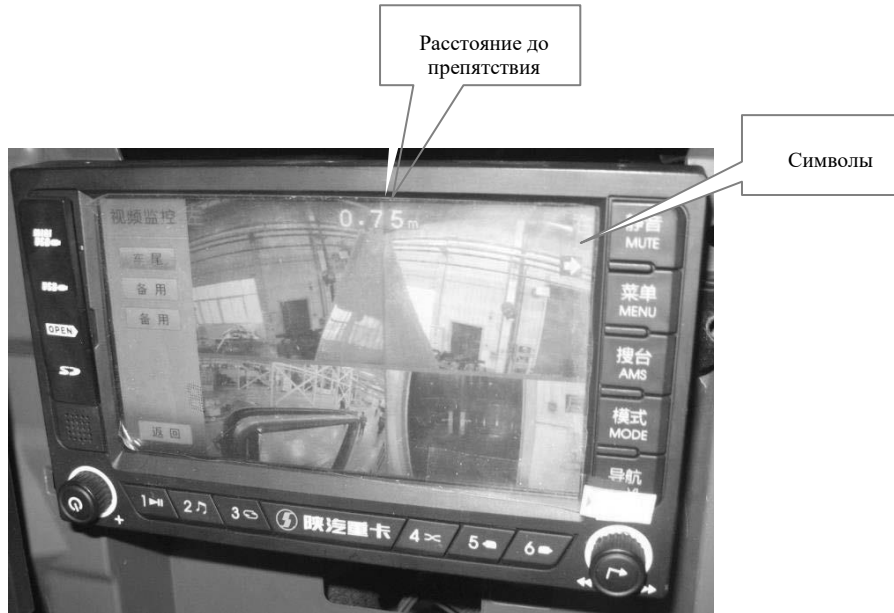 Расстояние до
препятствия
Символы
视频监控
0.75m
车尾
备用
备用
返回
USB
OPEN
静音
MUTE
菜单
MENU
搜台
AMS
模式
MODE
导航
1
2
3
陕汽重卡
4
5
6